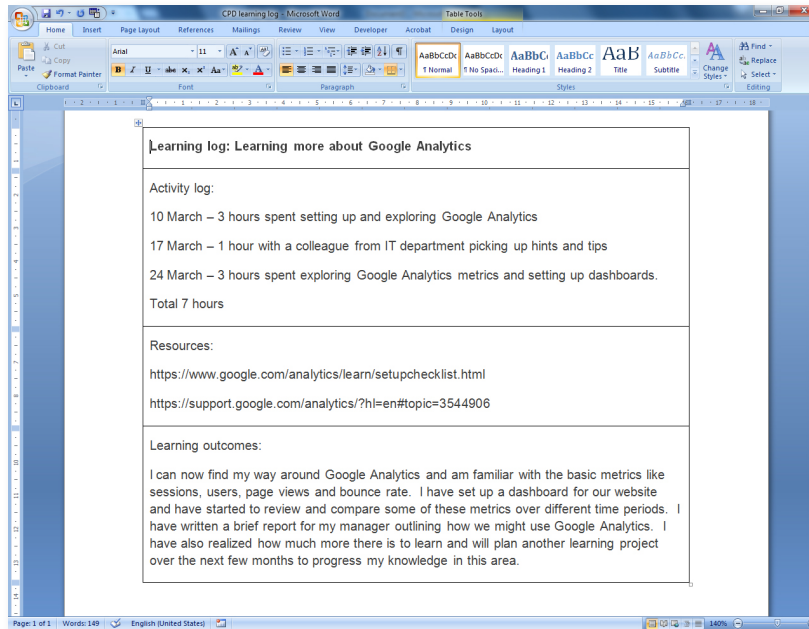 CPD learning log - Microsoft Word
Table Tools
Home Insert Page Layout References Mailings Review View Developer Acrobat Design Layout
Paste
Cut
Copy
Format Painter
Clipboard
Arial 11
Font
Paragraph
AaBbCcDc AaBbCcDc AaBbC AaBbCc AaB AaBbCc.
¶ Normal ¶ No Spaci... Heading 1 Heading 2 Title Subtitle
Change Styles
Styles
Find
Replace
Select
Editing
Learning log: Learning more about Google Analytics
Activity log:
10 March – 3 hours spent setting up and exploring Google Analytics
17 March – 1 hour with a colleague from IT department picking up hints and tips
24 March – 3 hours spent exploring Google Analytics metrics and setting up dashboards.
Total 7 hours
Resources:
https://www.google.com/analytics/learn/setupchecklist.html
https://support.google.com/analytics/?hl=en#topic=3544906
Learning outcomes:
I can now find my way around Google Analytics and am familiar with the basic metrics like
sessions, users, page views and bounce rate.  I have set up a dashboard for our website
and have started to review and compare some of these metrics over different time periods.  I
have written a brief report for my manager outlining how we might use Google Analytics.  I
have also realized how much more there is to learn and will plan another learning project
over the next few months to progress my knowledge in this area.
Page: 1 of 1 Words: 149 English (United States) 140%